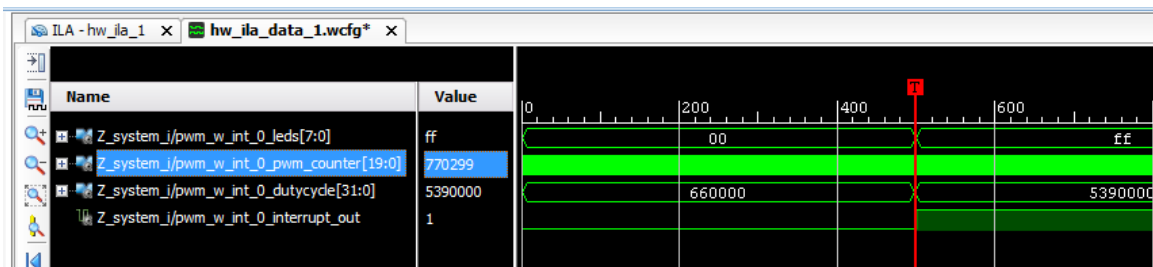 ILA - hw_ila_1 x hw_ila_data_1.wcfg* x
Name Value
T
0 200 400 600
Z_system_i/pwm_w_int_0_leds[7:0] ff 00 ff
Z_system_i/pwm_w_int_0_pwm_counter[19:0] 770299
Z_system_i/pwm_w_int_0_dutycycle[31:0] 5390000 660000 5390000
Z_system_i/pwm_w_int_0_interrupt_out 1